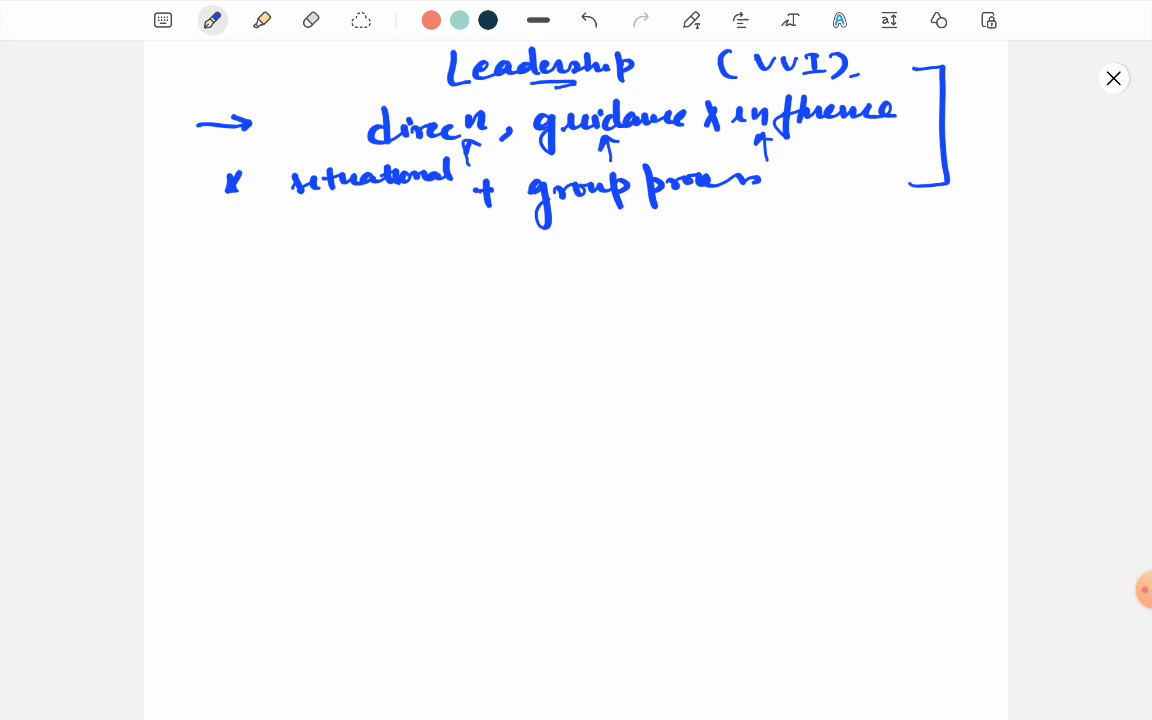 Leadership (VVI).
→ direcn, guidance & influence
* situational + group process